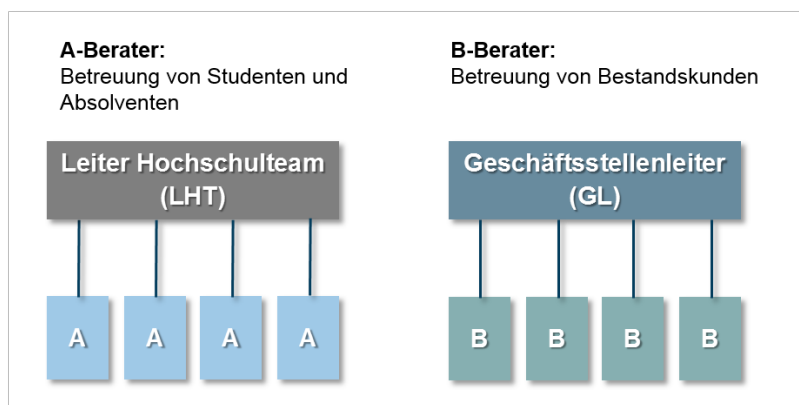 A-Berater:
Betreuung von Studenten und
Absolventen
Leiter Hochschulteam
(LHT)
A A A A
B-Berater:
Betreuung von Bestandskunden
Geschäftsstellenleiter
(GL)
B B B B